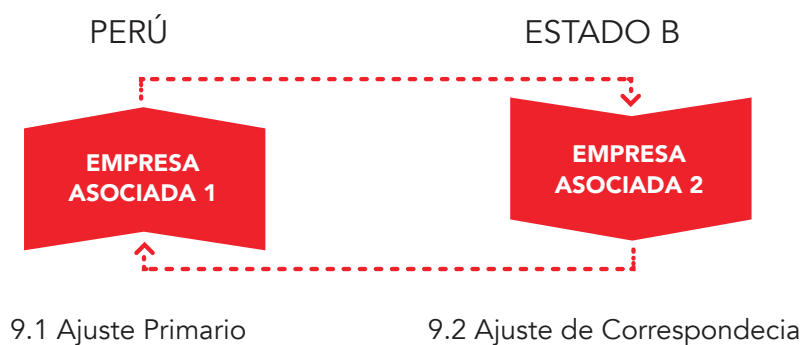 PERÚ
ESTADO B
EMPRESA
ASOCIADA 1
EMPRESA
ASOCIADA 2
9.1 Ajuste Primario
9.2 Ajuste de Correspondecia